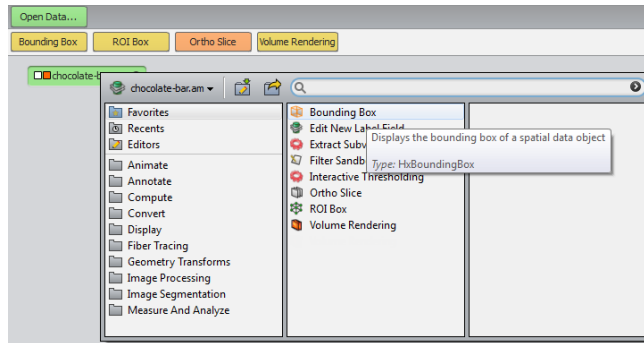 Open Data...
Bounding Box ROI Box Ortho Slice Volume Rendering
chocolate-b
chocolate-bar.am
Favorites
Recents
Editors
Animate
Annotate
Compute
Convert
Display
Fiber Tracing
Geometry Transforms
Image Processing
Image Segmentation
Measure And Analyze
Bounding Box
Edit New Label Field
Extract Subv
Filter Sandb
Interactive Thresholding
Ortho Slice
ROI Box
Volume Rendering
Displays the bounding box of a spatial data object
Type: HxBoundingBox